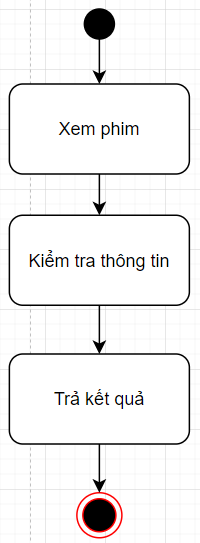 Xem phim
Kiểm tra thông tin
Trả kết quả